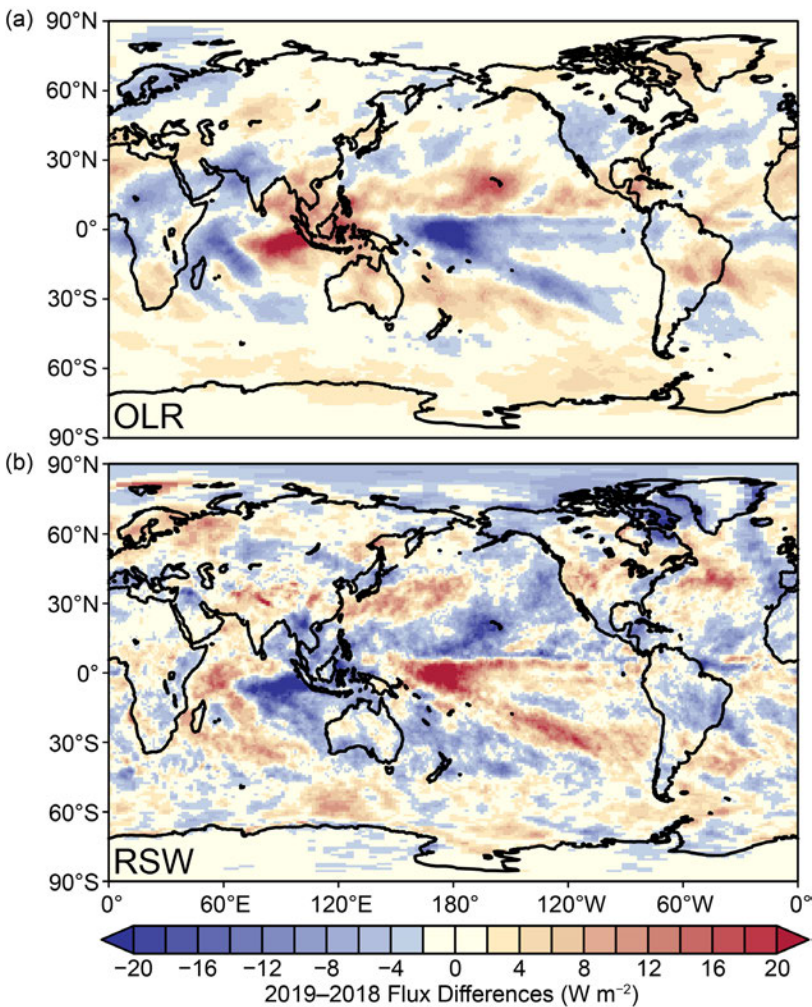 (a)
90°N
60°N
30°N
0°
30°S
60°S
90°S
OLR
(b)
90°N
60°N
30°N
0°
30°S
60°S
90°S
RSW
0° 60°E 120°E 180° 120°W 60°W 0°
−20 −16 −12 −8 −4 0 4 8 12 16 20
2019–2018 Flux Differences (W m⁻²)